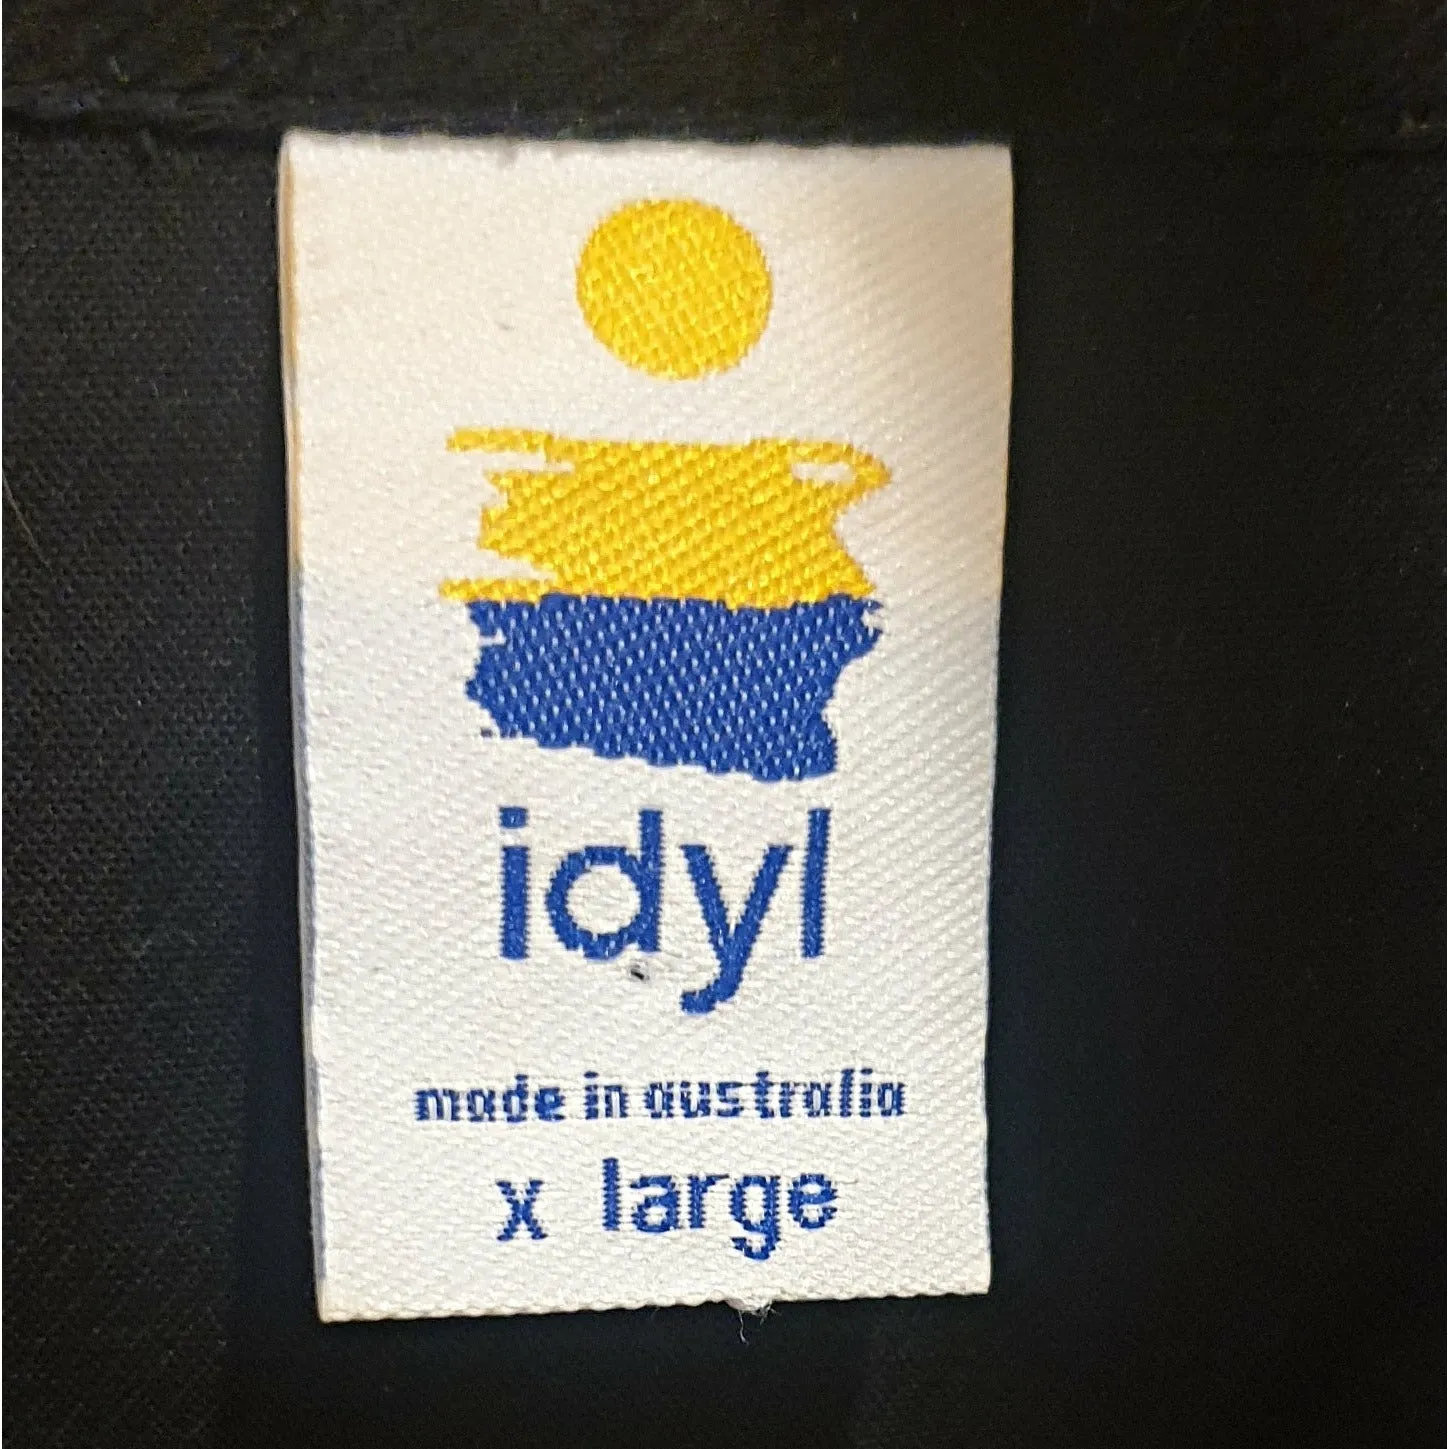 idyl
made in australia
x large